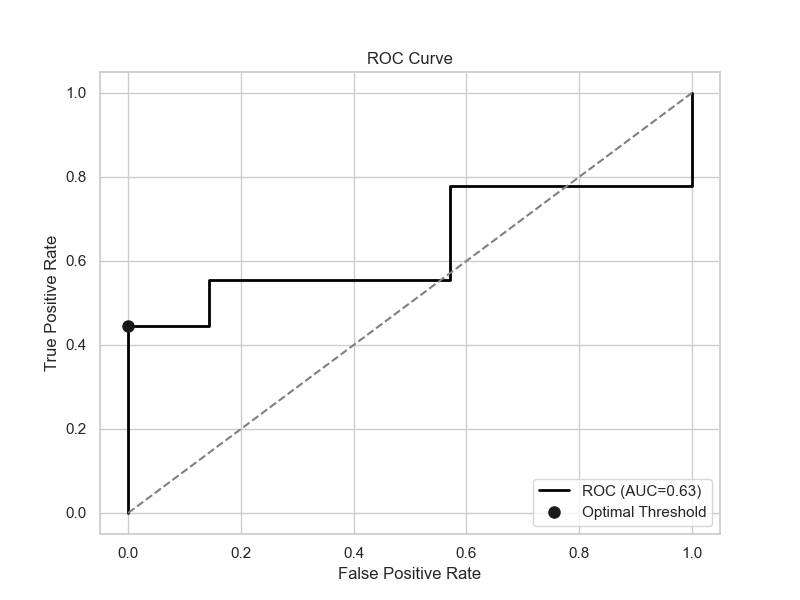 ROC Curve
True Positive Rate
1.0
0.8
0.6
0.4
0.2
0.0
0.0 0.2 0.4 0.6 0.8 1.0
False Positive Rate
ROC (AUC=0.63)
Optimal Threshold